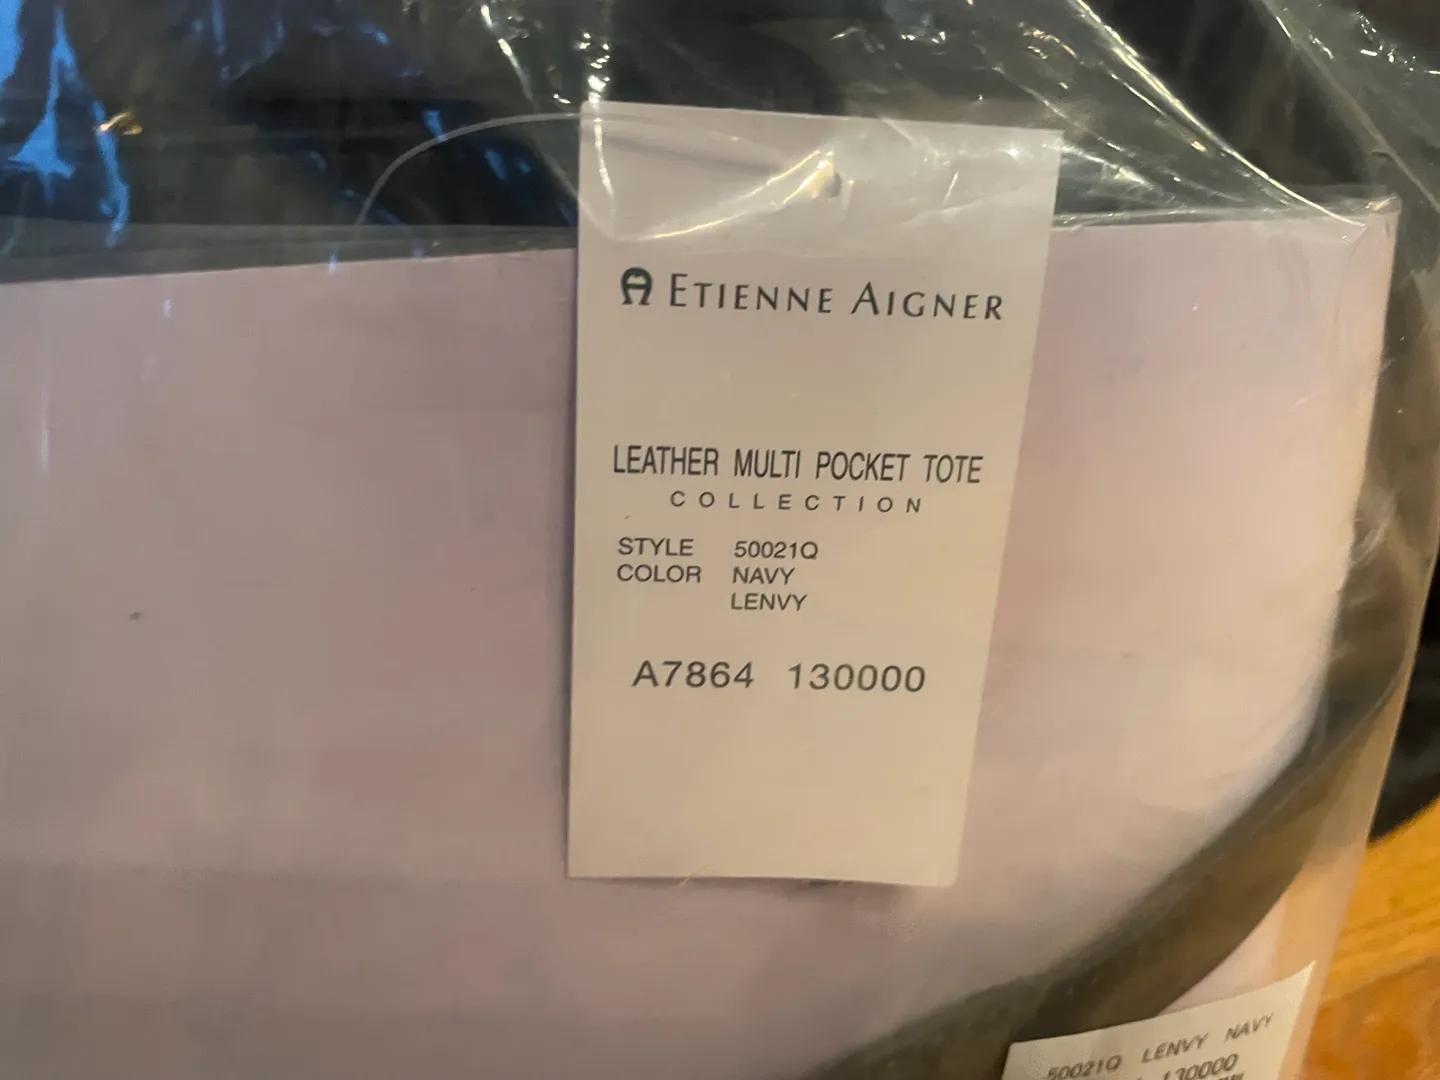 ETIENNE AIGNER
LEATHER MULTI POCKET TOTE
COLLECTION
STYLE 50021Q
COLOR NAVY
LENVY
A7864 130000
50021Q LENVY NAVY
130000